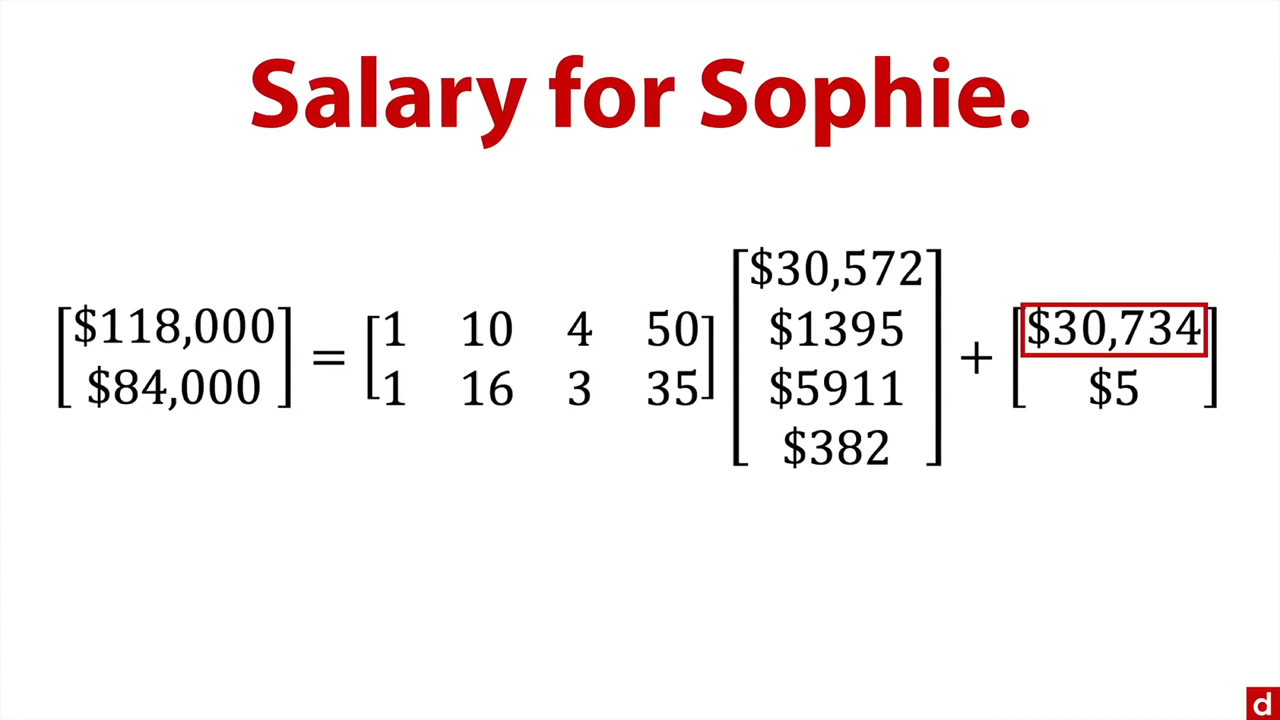 Salary for Sophie.
[$118,000
$84,000] = [1 10 4 50
1 16 3 35] [$30,572
$1395
$5911
$382] + [$30,734
$5]
d